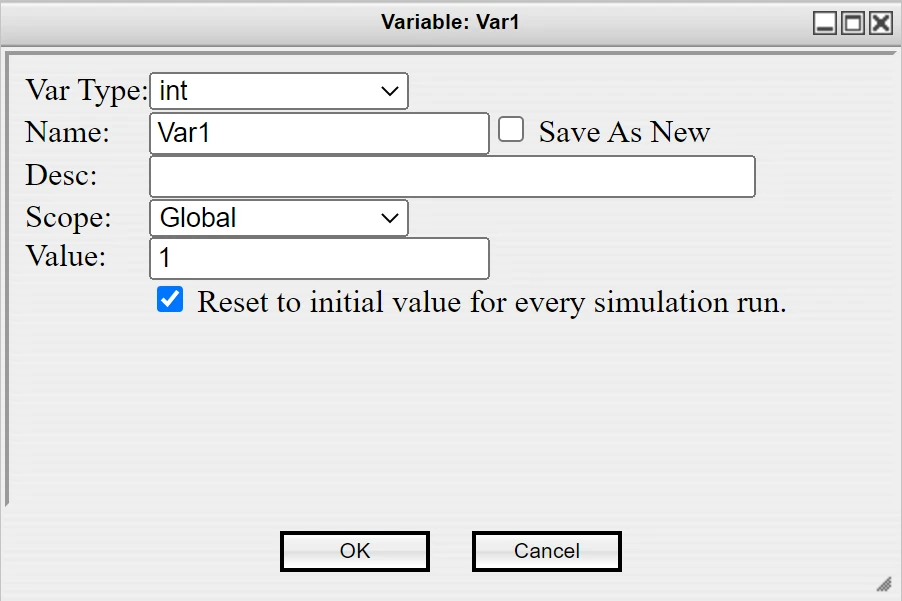 Variable: Var1
Var Type: int
Name: Var1 Save As New
Desc:
Scope: Global
Value: 1
Reset to initial value for every simulation run.
OK Cancel